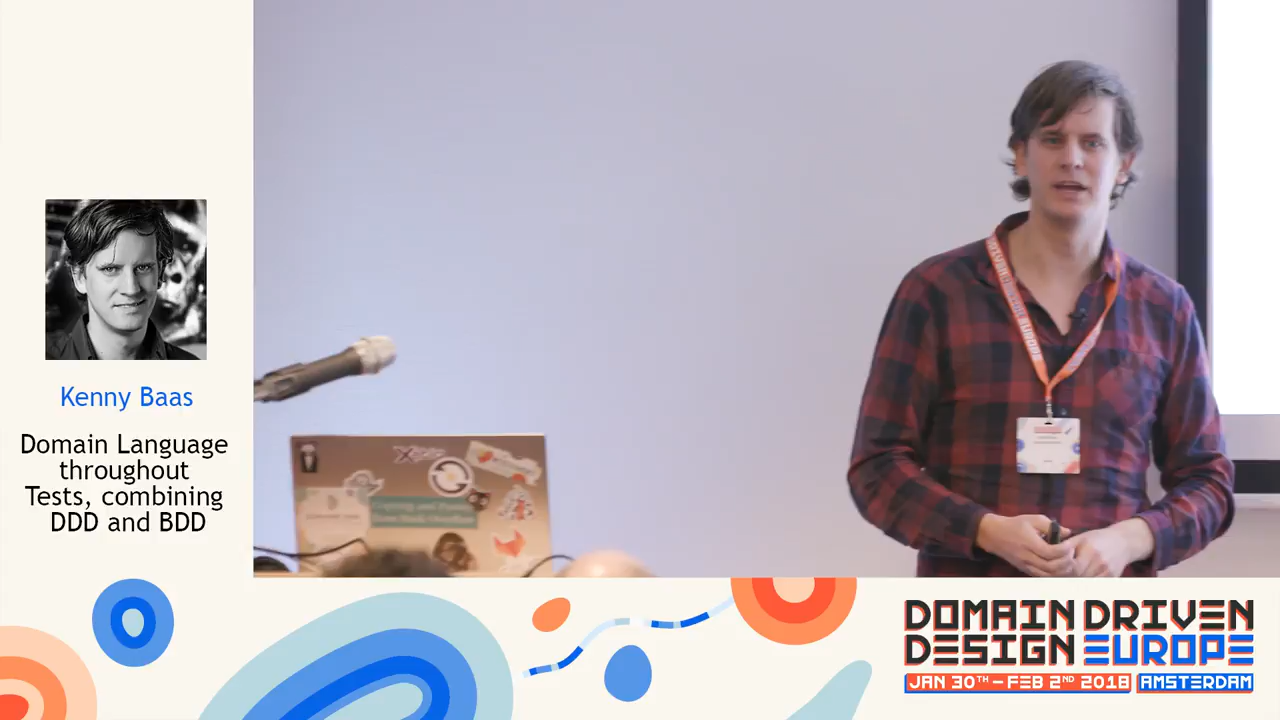 Kenny Baas
Domain Language
throughout
Tests, combining
DDD and BDD
DOMAIN DRIVEN
DESIGN EUROPE
JAN 30TH - FEB 2ND 2018 AMSTERDAM